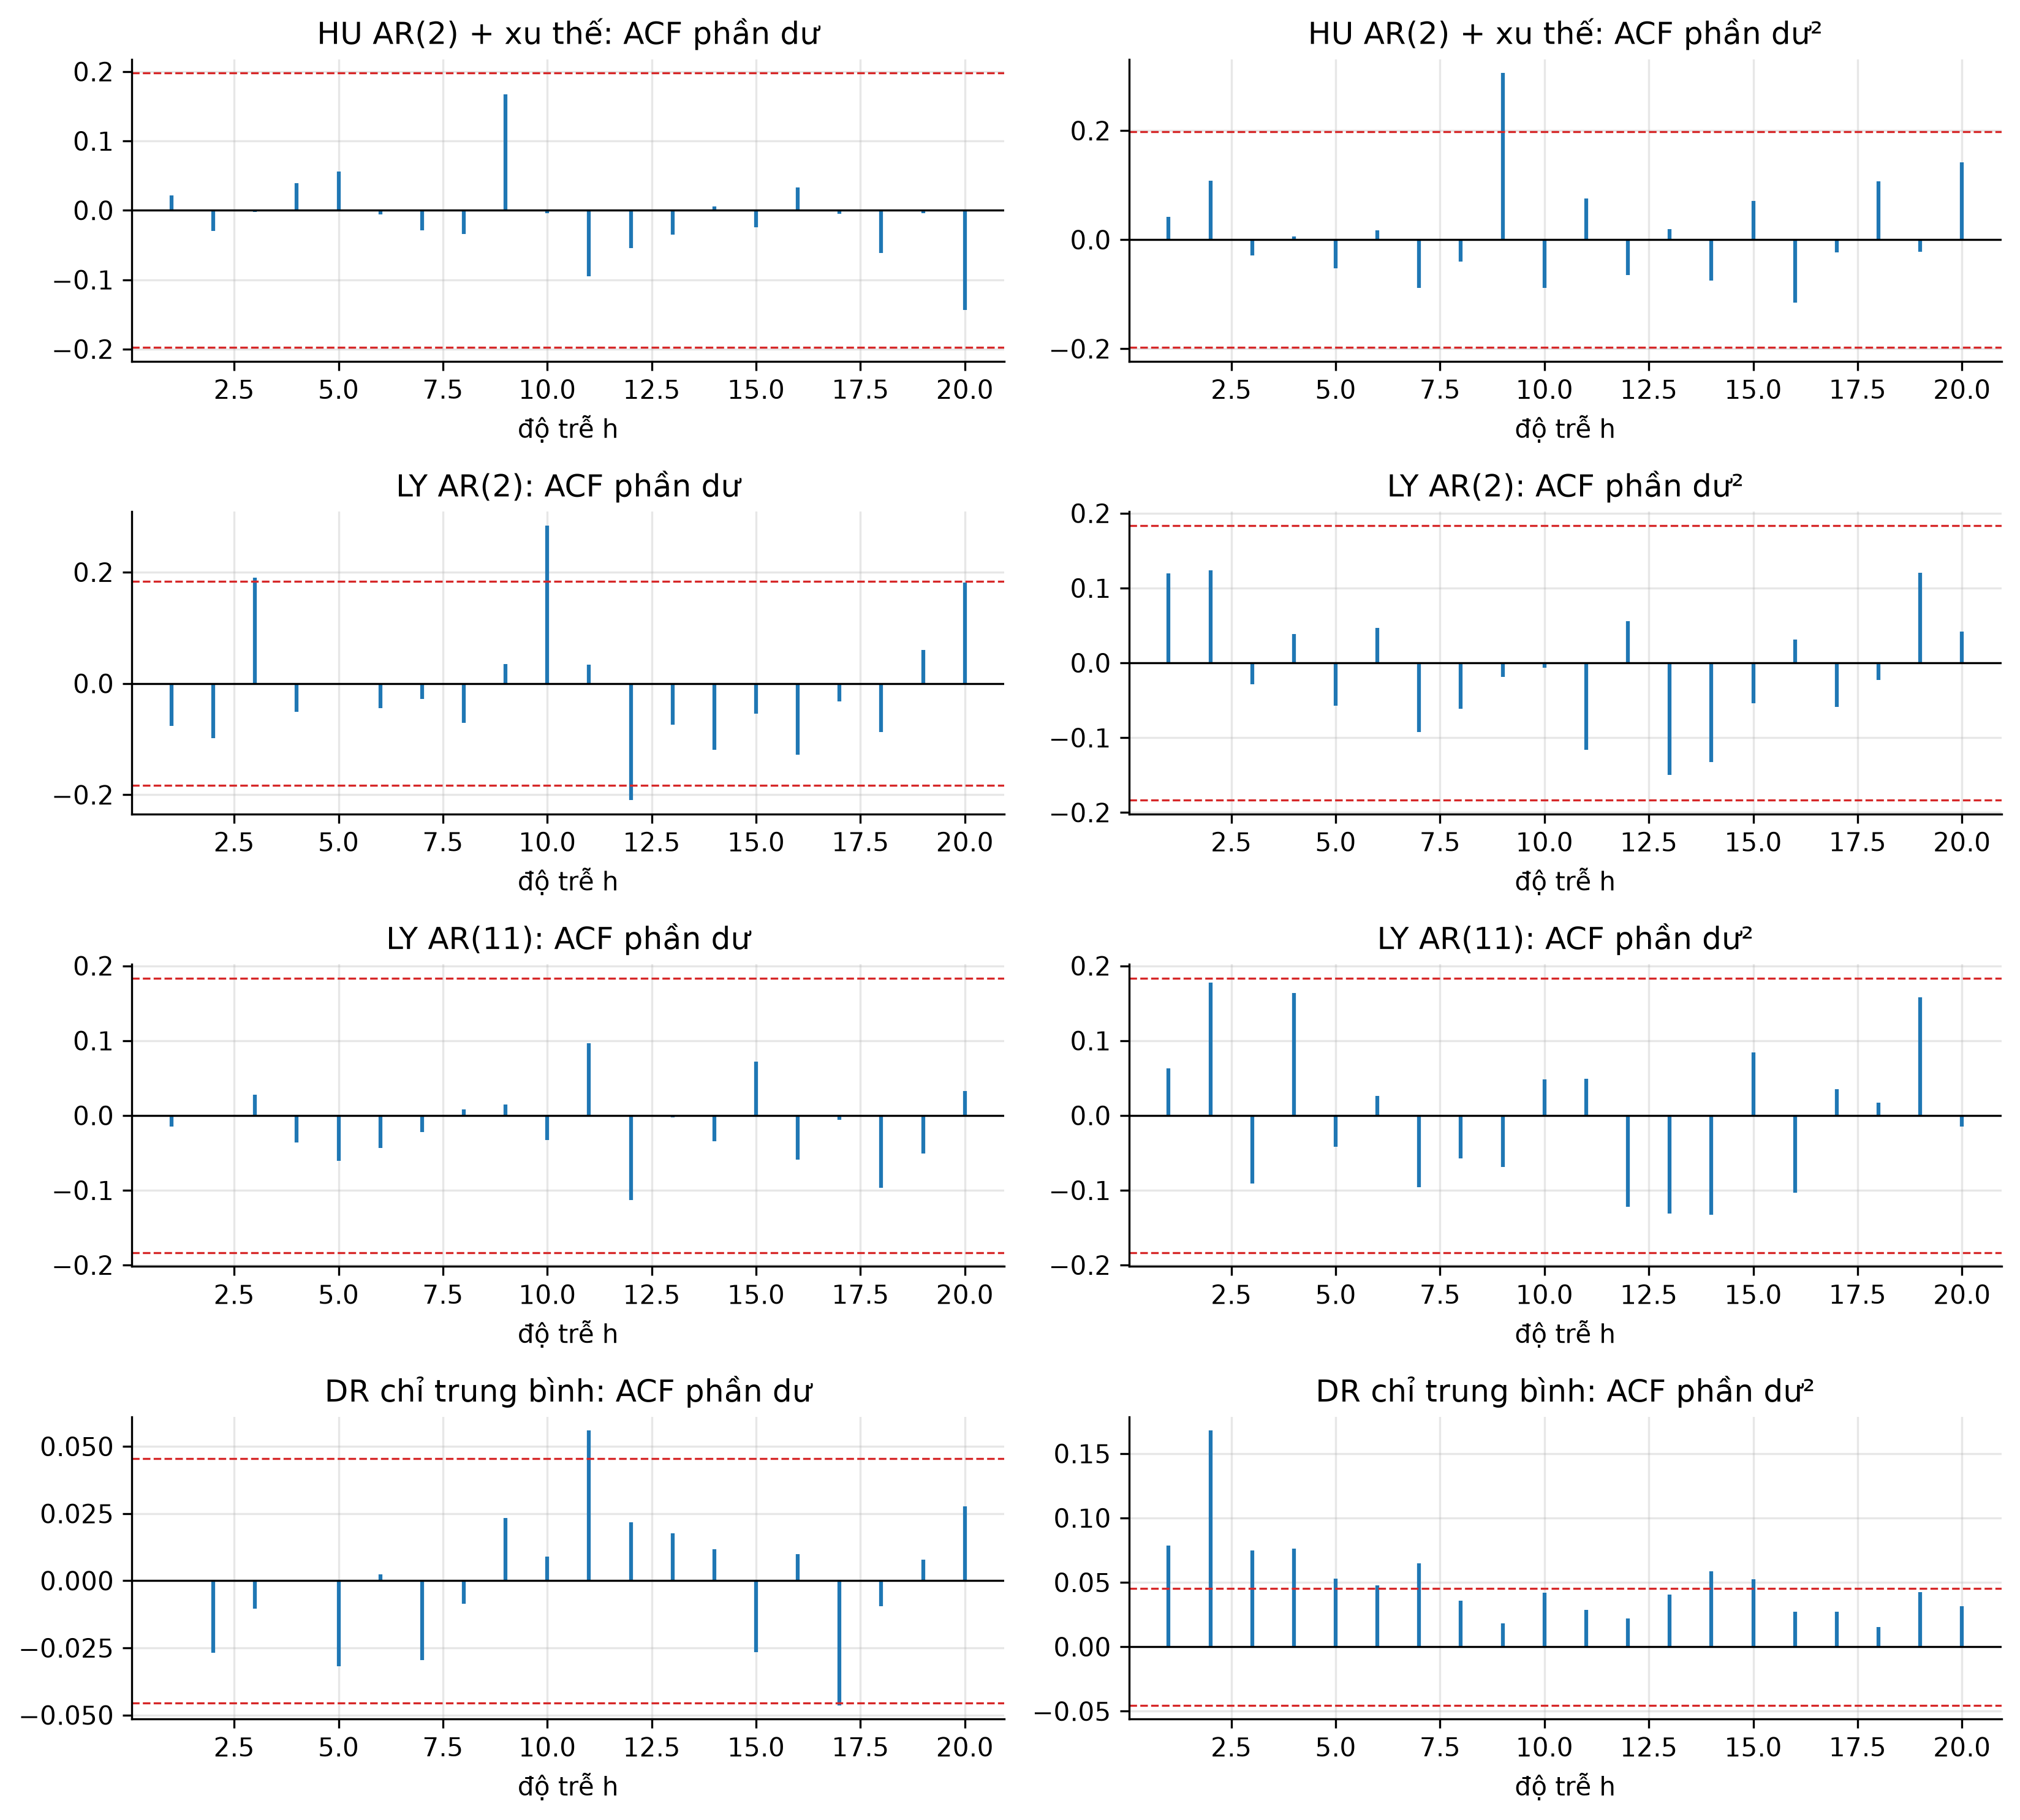 HU AR(2) + xu thế: ACF phần dư
0.2
0.1
0.0
−0.1
−0.2
2.5 5.0 7.5 10.0 12.5 15.0 17.5 20.0
độ trễ h
HU AR(2) + xu thế: ACF phần dư²
0.2
0.0
−0.2
2.5 5.0 7.5 10.0 12.5 15.0 17.5 20.0
độ trễ h
LY AR(2): ACF phần dư
0.2
0.0
−0.2
2.5 5.0 7.5 10.0 12.5 15.0 17.5 20.0
độ trễ h
LY AR(2): ACF phần dư²
0.2
0.1
0.0
−0.1
−0.2
2.5 5.0 7.5 10.0 12.5 15.0 17.5 20.0
độ trễ h
LY AR(11): ACF phần dư
0.2
0.1
0.0
−0.1
−0.2
2.5 5.0 7.5 10.0 12.5 15.0 17.5 20.0
độ trễ h
LY AR(11): ACF phần dư²
0.2
0.1
0.0
−0.1
−0.2
2.5 5.0 7.5 10.0 12.5 15.0 17.5 20.0
độ trễ h
DR chỉ trung bình: ACF phần dư
0.050
0.025
0.000
−0.025
−0.050
2.5 5.0 7.5 10.0 12.5 15.0 17.5 20.0
độ trễ h
DR chỉ trung bình: ACF phần dư²
0.15
0.10
0.05
0.00
−0.05
2.5 5.0 7.5 10.0 12.5 15.0 17.5 20.0
độ trễ h